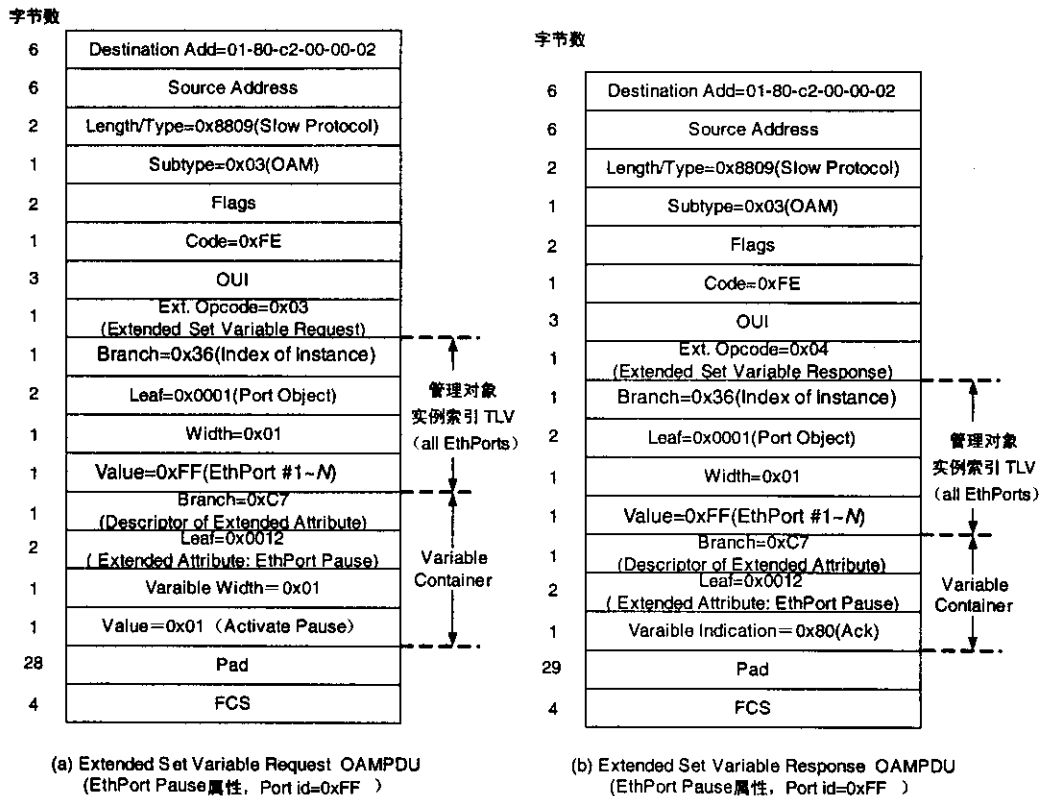 字节数
6 Destination Add=01-80-c2-00-00-02
6 Source Address
2 Length/Type=0x8809(Slow Protocol)
1 Subtype=0x03(OAM)
2 Flags
1 Code=0xFE
3 OUI
1 Ext. Opcode=0x03
(Extended Set Variable Request)
1 Branch=0x36(Index of instance)
2 Leaf=0x0001(Port Object)
1 Width=0x01
1 Value=0xFF(EthPort #1~N)
管理对象
实例索引 TLV
（all EthPorts）
1 Branch=0xC7
(Descriptor of Extended Attribute)
2 Leaf=0x0012
( Extended Attribute: EthPort Pause)
1 Varaible Width＝0x01
1 Value＝0x01（Activate Pause）
Variable
Container
28 Pad
4 FCS
(a) Extended Set Variable Request OAMPDU
(EthPort Pause属性，Port id=0xFF )
字节数
6 Destination Add=01-80-c2-00-00-02
6 Source Address
2 Length/Type=0x8809(Slow Protocol)
1 Subtype=0x03(OAM)
2 Flags
1 Code=0xFE
3 OUI
1 Ext. Opcode=0x04
(Extended Set Variable Response)
1 Branch=0x36(Index of instance)
2 Leaf=0x0001(Port Object)
1 Width=0x01
1 Value=0xFF(EthPort #1~N)
管理对象
实例索引 TLV
（all EthPorts）
1 Branch=0xC7
(Descriptor of Extended Attribute)
2 Leaf=0x0012
( Extended Attribute: EthPort Pause)
1 Varaible Indication＝0x80(Ack)
Variable
Container
29 Pad
4 FCS
(b) Extended Set Variable Response OAMPDU
(EthPort Pause属性，Port id=0xFF )